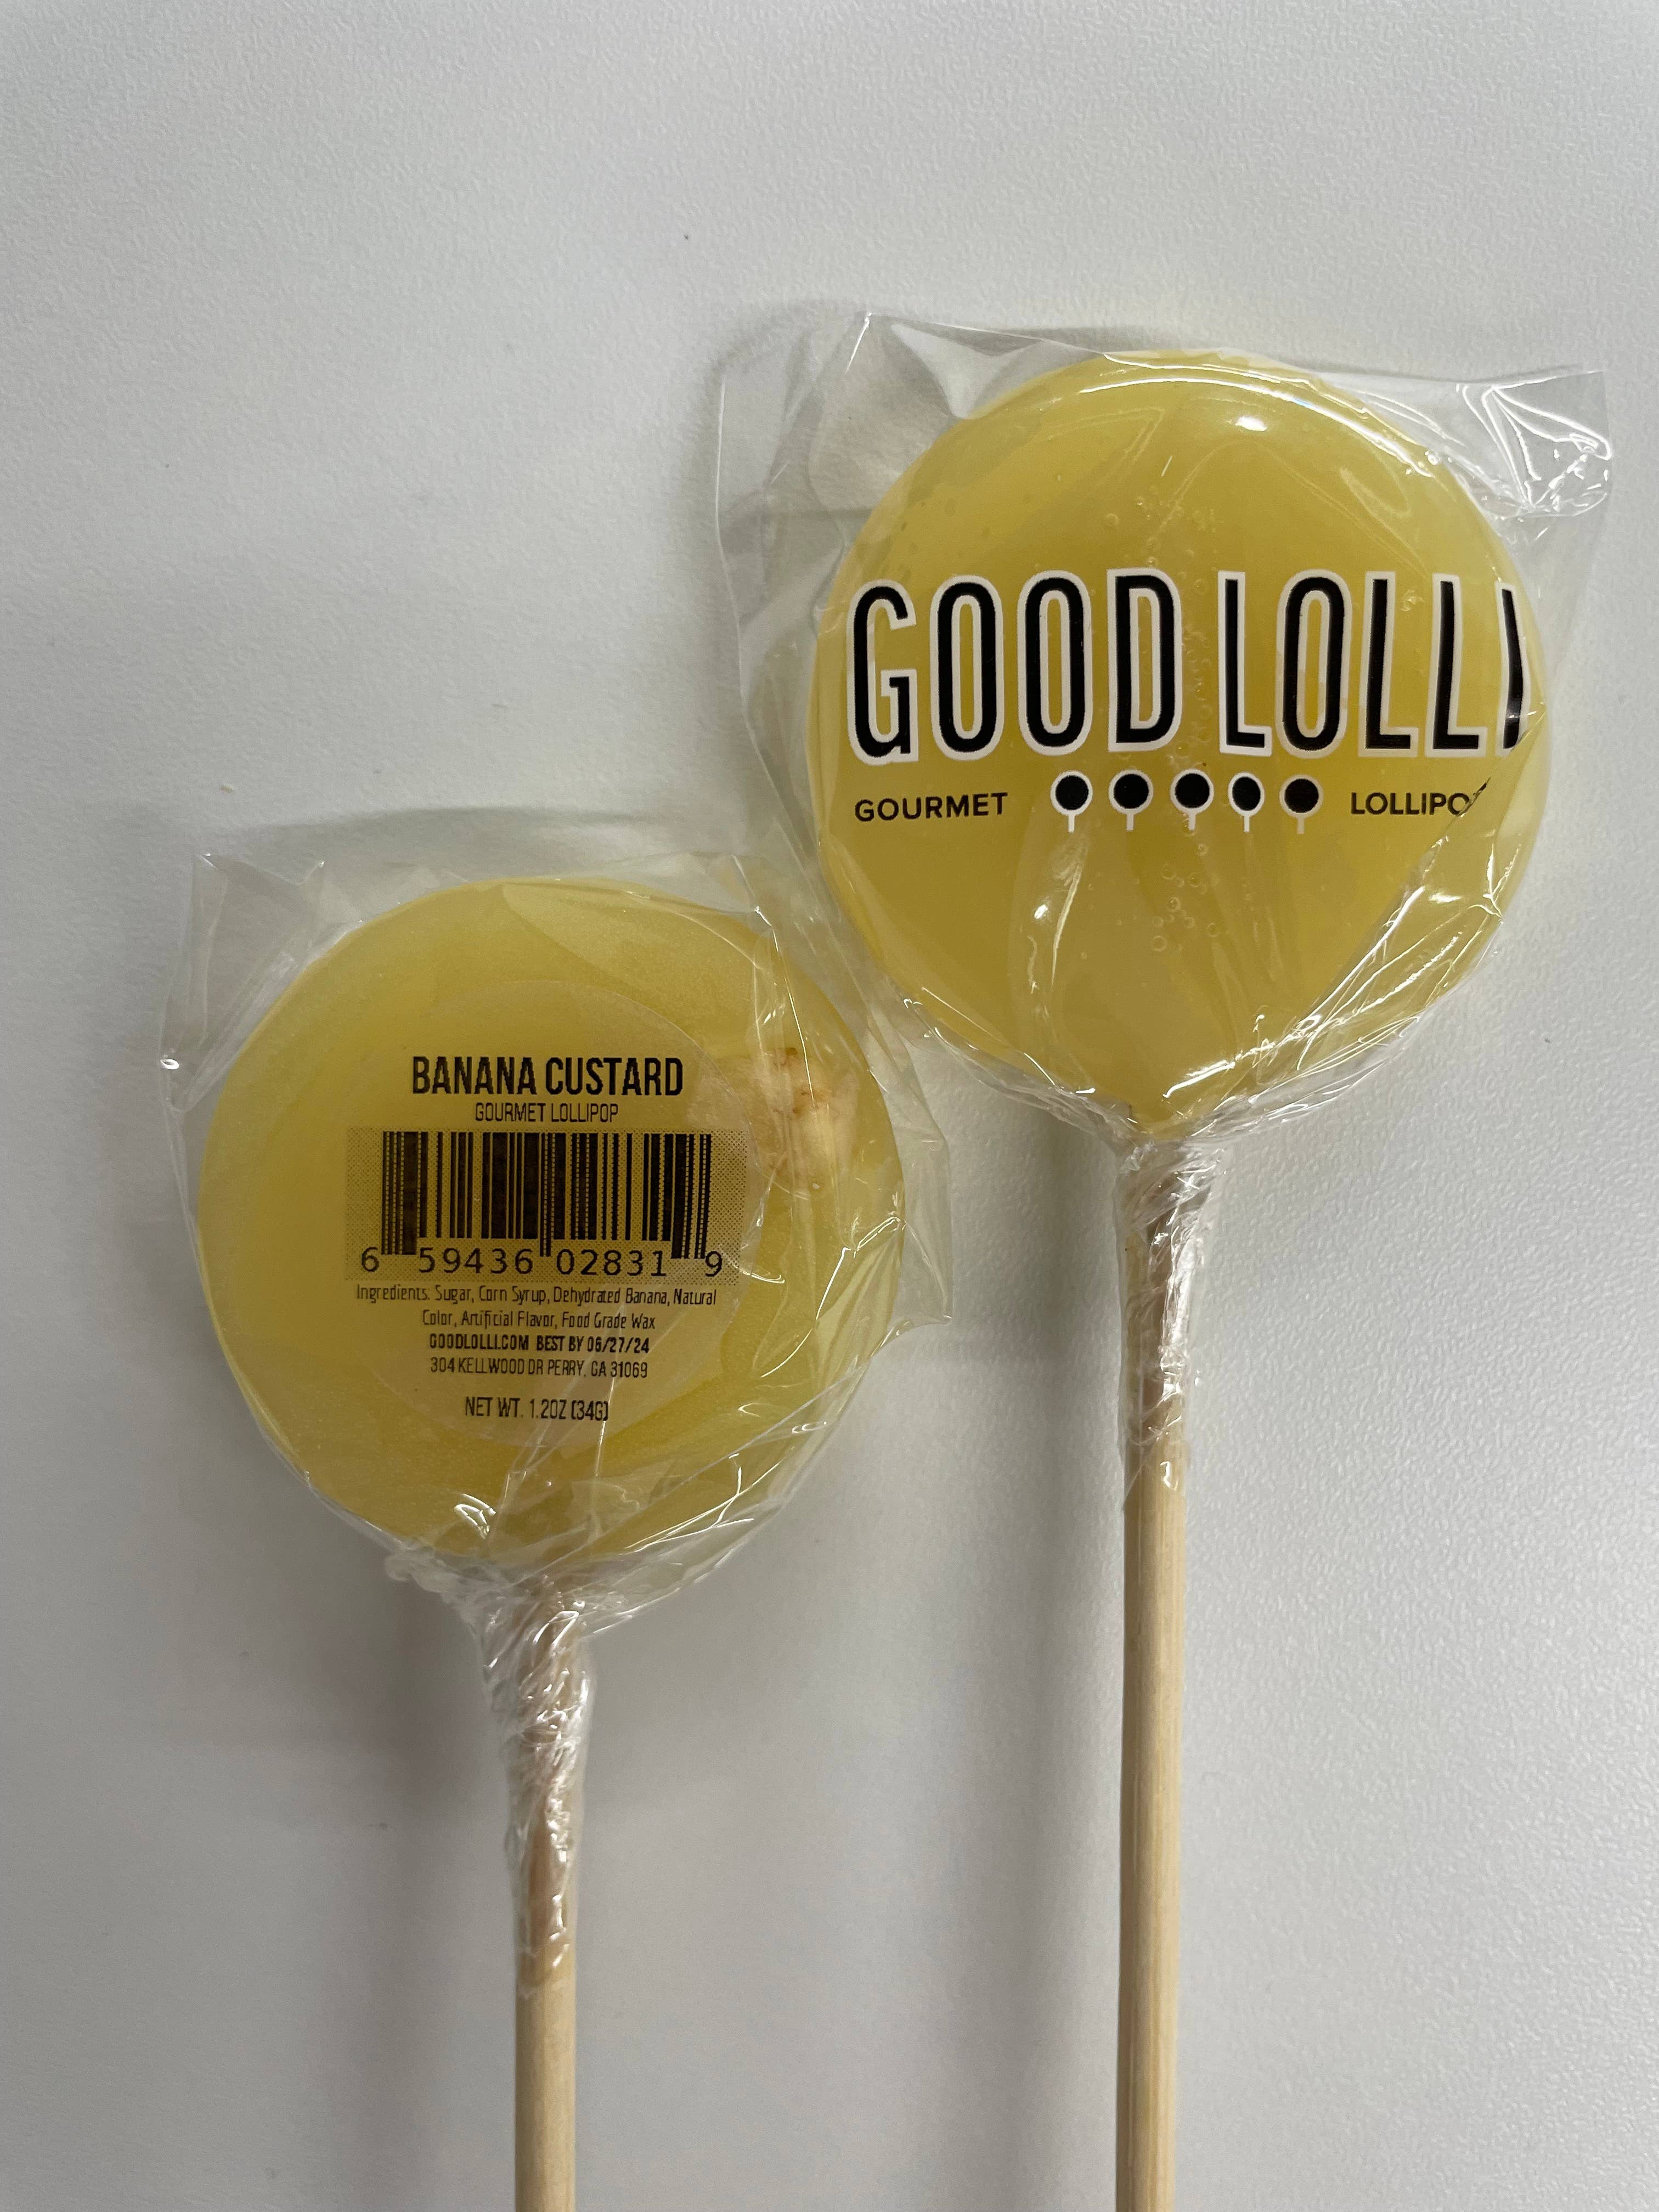 GOOD LOLLI
GOURMET LOLLIPO
BANANA CUSTARD
GOURMET LOLLIPOP
6 59436 02831 9
Ingredients: Sugar, Corn Syrup, Dehydrated Banana, Natural
Color, Artificial Flavor, Food Grade Wax
GOODLOLLI.COM BEST BY 06/27/24
304 KELLWOOD DR PERRY, GA 31069
NET WT. 1.2OZ (34G)